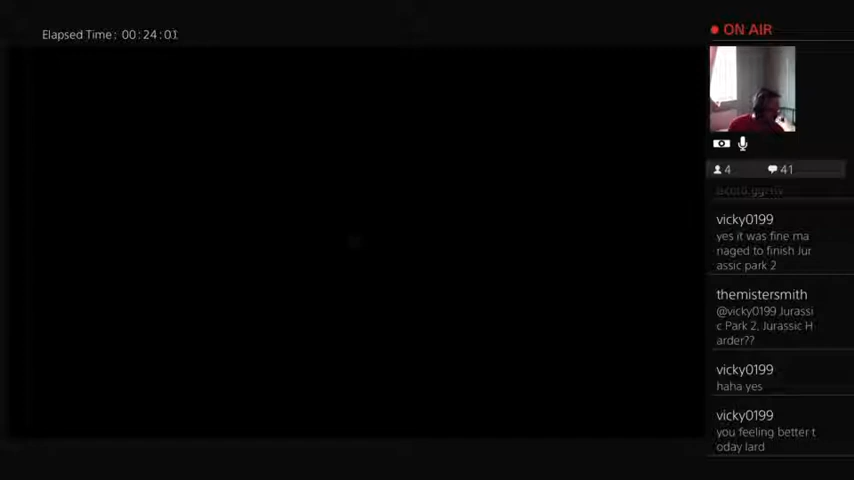 Elapsed Time: 00:24:01
ON AIR
4
41
vicky0199
yes it was fine ma
naged to finish Jur
assic park 2
themistersmith
@vicky0199 Jurassi
c Park 2, Jurassic H
arder??
vicky0199
haha yes
vicky0199
you feeling better t
oday lard